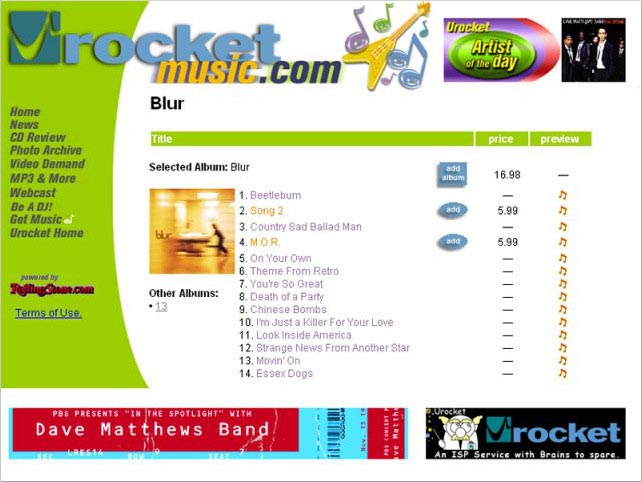 Urocket
music.com
Urocket
Artist
of the day
DAVE MATTHEWS BAND
Home
News
CD Review
Photo Archive
Video Demand
MP3 & More
Webcast
Be A DJ!
Get Music
Urocket Home
powered by
RollingStone.com
Terms of Use.
Blur
Title price preview
Selected Album: Blur
add album 16.98 —
blur
1. Beetlebum —
2. Song 2 add 5.99
3. Country Sad Ballad Man —
4. M.O.R. add 5.99
5. On Your Own —
6. Theme From Retro —
7. You're So Great —
8. Death of a Party —
9. Chinese Bombs —
10. I'm Just a Killer For Your Love —
11. Look Inside America —
12. Strange News From Another Star —
13. Movin' On —
14. Essex Dogs —
Other Albums:
• 13
PBS PRESENTS "IN THE SPOTLIGHT" WITH
Dave Matthews Band
SEC LRES14 ROW 9 SEAT 7
.Urocket
Urocket
An ISP Service with Brains to spare.